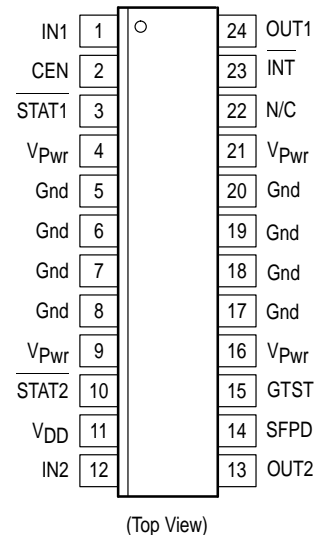 IN1 1 24 OUT1
CEN 2 23 INT
STAT1 3 22 N/C
VPwr 4 21 VPwr
Gnd 5 20 Gnd
Gnd 6 19 Gnd
Gnd 7 18 Gnd
Gnd 8 17 Gnd
VPwr 9 16 VPwr
STAT2 10 15 GTST
VDD 11 14 SFPD
IN2 12 13 OUT2
(Top View)